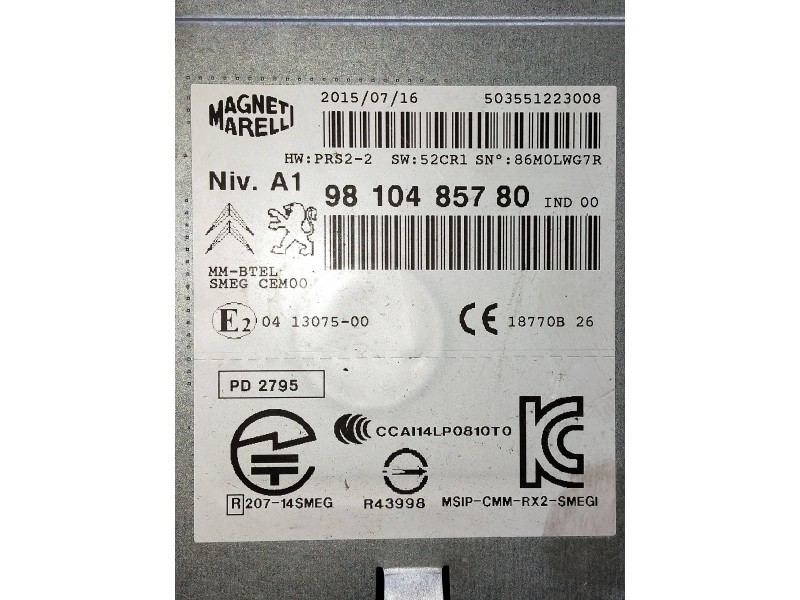 MAGNETI MARELLI
2015/07/16 503551223008
HW:PRS2-2 SW:52CR1 SN°:86M0LWG7R
Niv. A1 98 104 857 80 IND 00
MM-BTEL
SMEG CEM00
E2 04 13075-00 CE 18770B 26
PD 2795
CCAI14LP0810T0
R 207-14SMEG R43998 MSIP-CMM-RX2-SMEGI